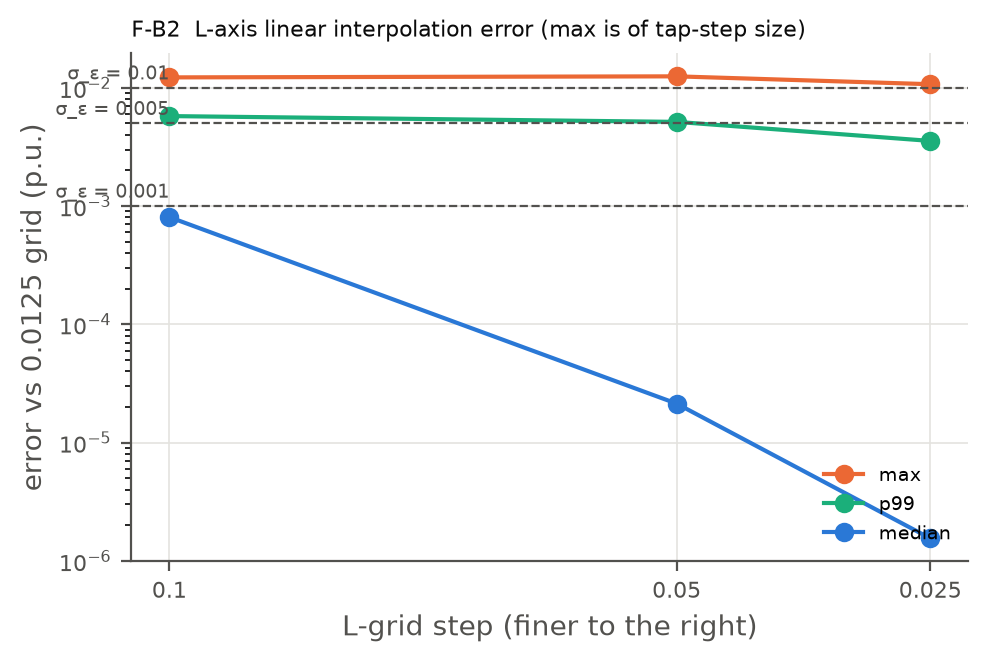 F-B2  L-axis linear interpolation error (max is of tap-step size)
σ_ε = 0.01
10⁻²
σ_ε = 0.005
σ_ε = 0.001
10⁻³
10⁻⁴
10⁻⁵
10⁻⁶
error vs 0.0125 grid (p.u.)
max
p99
median
0.1
0.05
0.025
L-grid step (finer to the right)